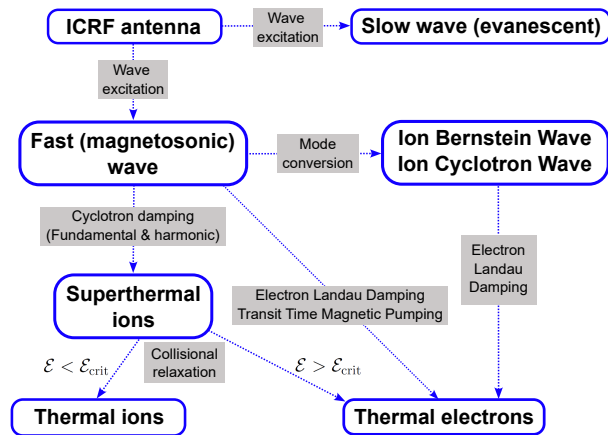 ICRF antenna
Wave
excitation
Slow wave (evanescent)
Wave
excitation
Fast (magnetosonic)
wave
Mode
conversion
Ion Bernstein Wave
Ion Cyclotron Wave
Cyclotron damping
(Fundamental & harmonic)
Electron
Landau
Damping
Superthermal
ions
Electron Landau Damping
Transit Time Magnetic Pumping
ℰ < ℰcrit
Collisional
relaxation
ℰ > ℰcrit
Thermal ions
Thermal electrons